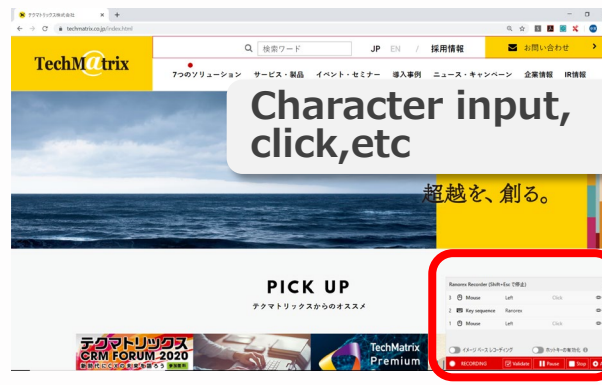 テクマトリックス株式会社
techmatrix.co.jp/index.html
検索ワード
JP EN / 採用情報
お問い合わせ
TechM@trix
7つのソリューション サービス・製品 イベント・セミナー 導入事例 ニュース・キャンペーン 企業情報 IR情報
Character input,
click,etc
超越を、創る。
PICK UP
テクマトリックスからのオススメ
テクマトリックス
CRM FORUM 2020
TechMatrix
Premium
Ranorex Recorder (Shift+Esc で停止)
Mouse Left Click
Key sequence Ranorex
Mouse Left Click
イメージベースレコーディング ホットキーの有効化
RECORDING Validate Pause Stop